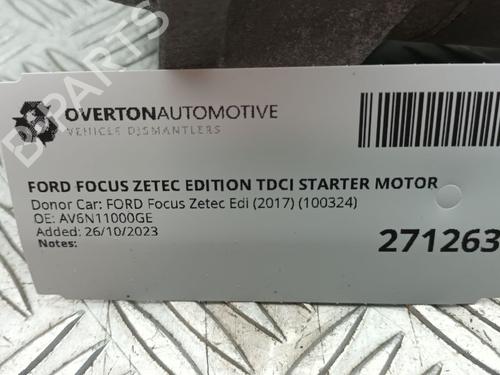 OVERTONAUTOMOTIVE
VEHICLE DISMANTLERS
FORD FOCUS ZETEC EDITION TDCI STARTER MOTOR
Donor Car: FORD Focus Zetec Edi (2017) (100324)
OE: AV6N11000GE
Added: 26/10/2023
Notes:
271263